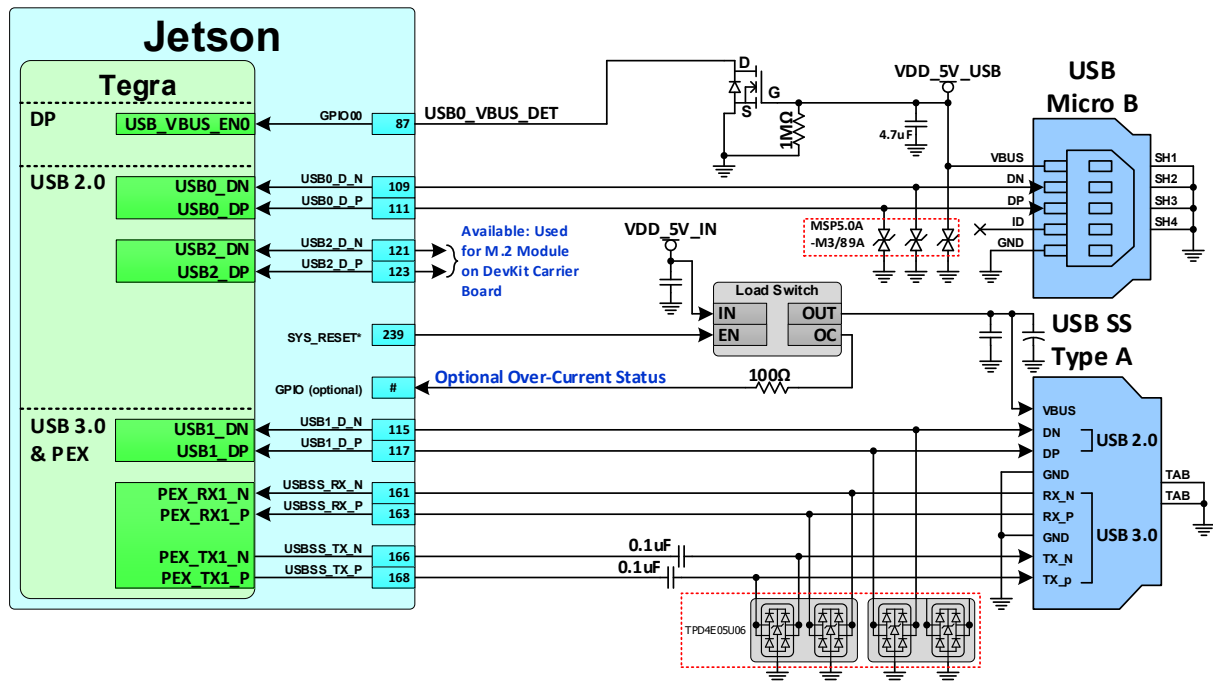 Jetson
Tegra
DP
USB_VBUS_EN0
GPIO00
87
USB0_VBUS_DET
D
G
S
1MΩ
4.7uF
VDD_5V_USB
USB
Micro B
VBUS
DN
DP
ID
GND
SH1
SH2
SH3
SH4
USB 2.0
USB0_DN
USB0_D_N
109
USB0_DP
USB0_D_P
111
USB2_DN
USB2_D_N
121
USB2_DP
USB2_D_P
123
Available: Used
for M.2 Module
on DevKit Carrier
Board
MSP5.0A
-M3/89A
VDD_5V_IN
Load Switch
IN
OUT
EN
OC
SYS_RESET*
239
GPIO (optional)
#
Optional Over-Current Status
100Ω
USB SS
Type A
USB 3.0
& PEX
USB1_DN
USB1_D_N
115
USB1_DP
USB1_D_P
117
PEX_RX1_N
USBSS_RX_N
161
PEX_RX1_P
USBSS_RX_P
163
PEX_TX1_N
USBSS_TX_N
166
PEX_TX1_P
USBSS_TX_P
168
0.1uF
0.1uF
VBUS
DN
DP
USB 2.0
GND
RX_N
RX_P
GND
TX_N
TX_p
USB 3.0
TAB
TAB
TPD4E05U06